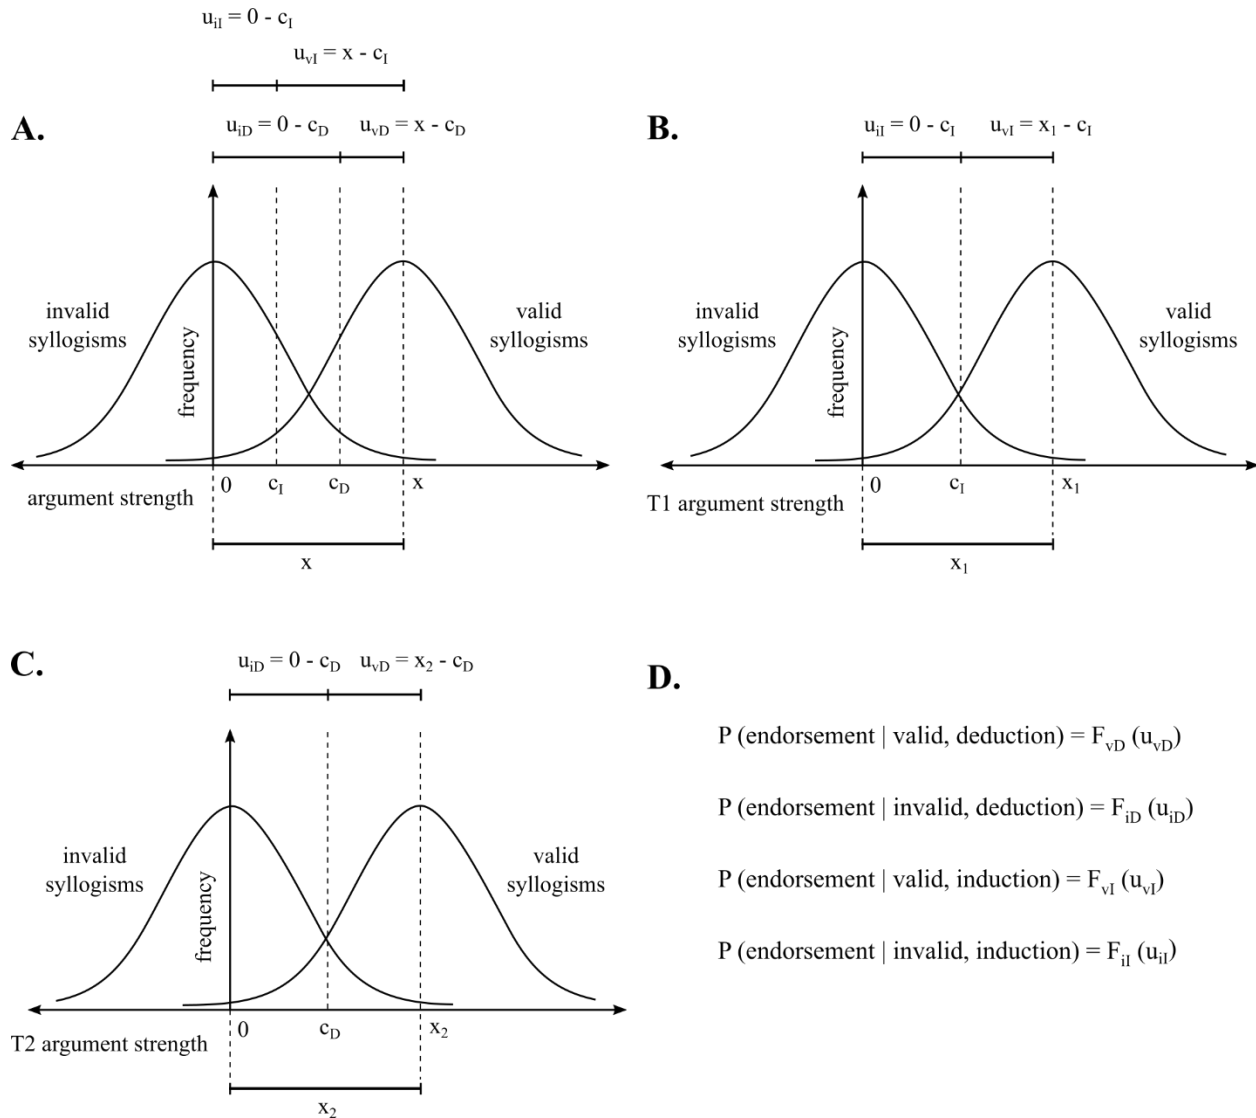 u_iI = 0 - c_I
u_vI = x - c_I
A.
u_iD = 0 - c_D
u_vD = x - c_D
invalid
syllogisms
frequency
valid
syllogisms
0
c_I
c_D
x
argument strength
x
B.
u_iI = 0 - c_I
u_vI = x_1 - c_I
invalid
syllogisms
frequency
valid
syllogisms
0
c_I
x_1
T1 argument strength
x_1
C.
u_iD = 0 - c_D
u_vD = x_2 - c_D
invalid
syllogisms
frequency
valid
syllogisms
0
c_D
x_2
T2 argument strength
x_2
D.
P (endorsement | valid, deduction) = F_vD (u_vD)
P (endorsement | invalid, deduction) = F_iD (u_iD)
P (endorsement | valid, induction) = F_vI (u_vI)
P (endorsement | invalid, induction) = F_iI (u_iI)